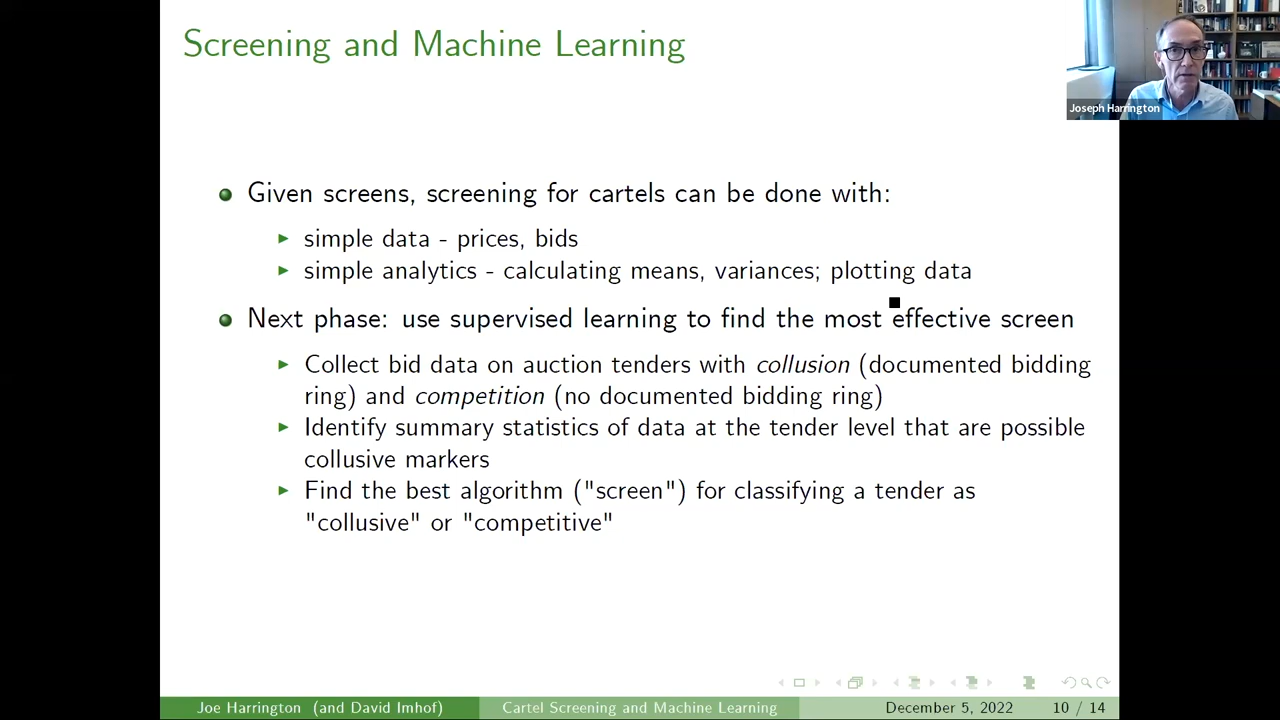 Screening and Machine Learning
Joseph Harrington
Given screens, screening for cartels can be done with:
simple data - prices, bids
simple analytics - calculating means, variances; plotting data
Next phase: use supervised learning to find the most effective screen
Collect bid data on auction tenders with collusion (documented bidding
ring) and competition (no documented bidding ring)
Identify summary statistics of data at the tender level that are possible
collusive markers
Find the best algorithm ("screen") for classifying a tender as
"collusive" or "competitive"
Joe Harrington (and David Imhof) Cartel Screening and Machine Learning December 5, 2022 10 / 14